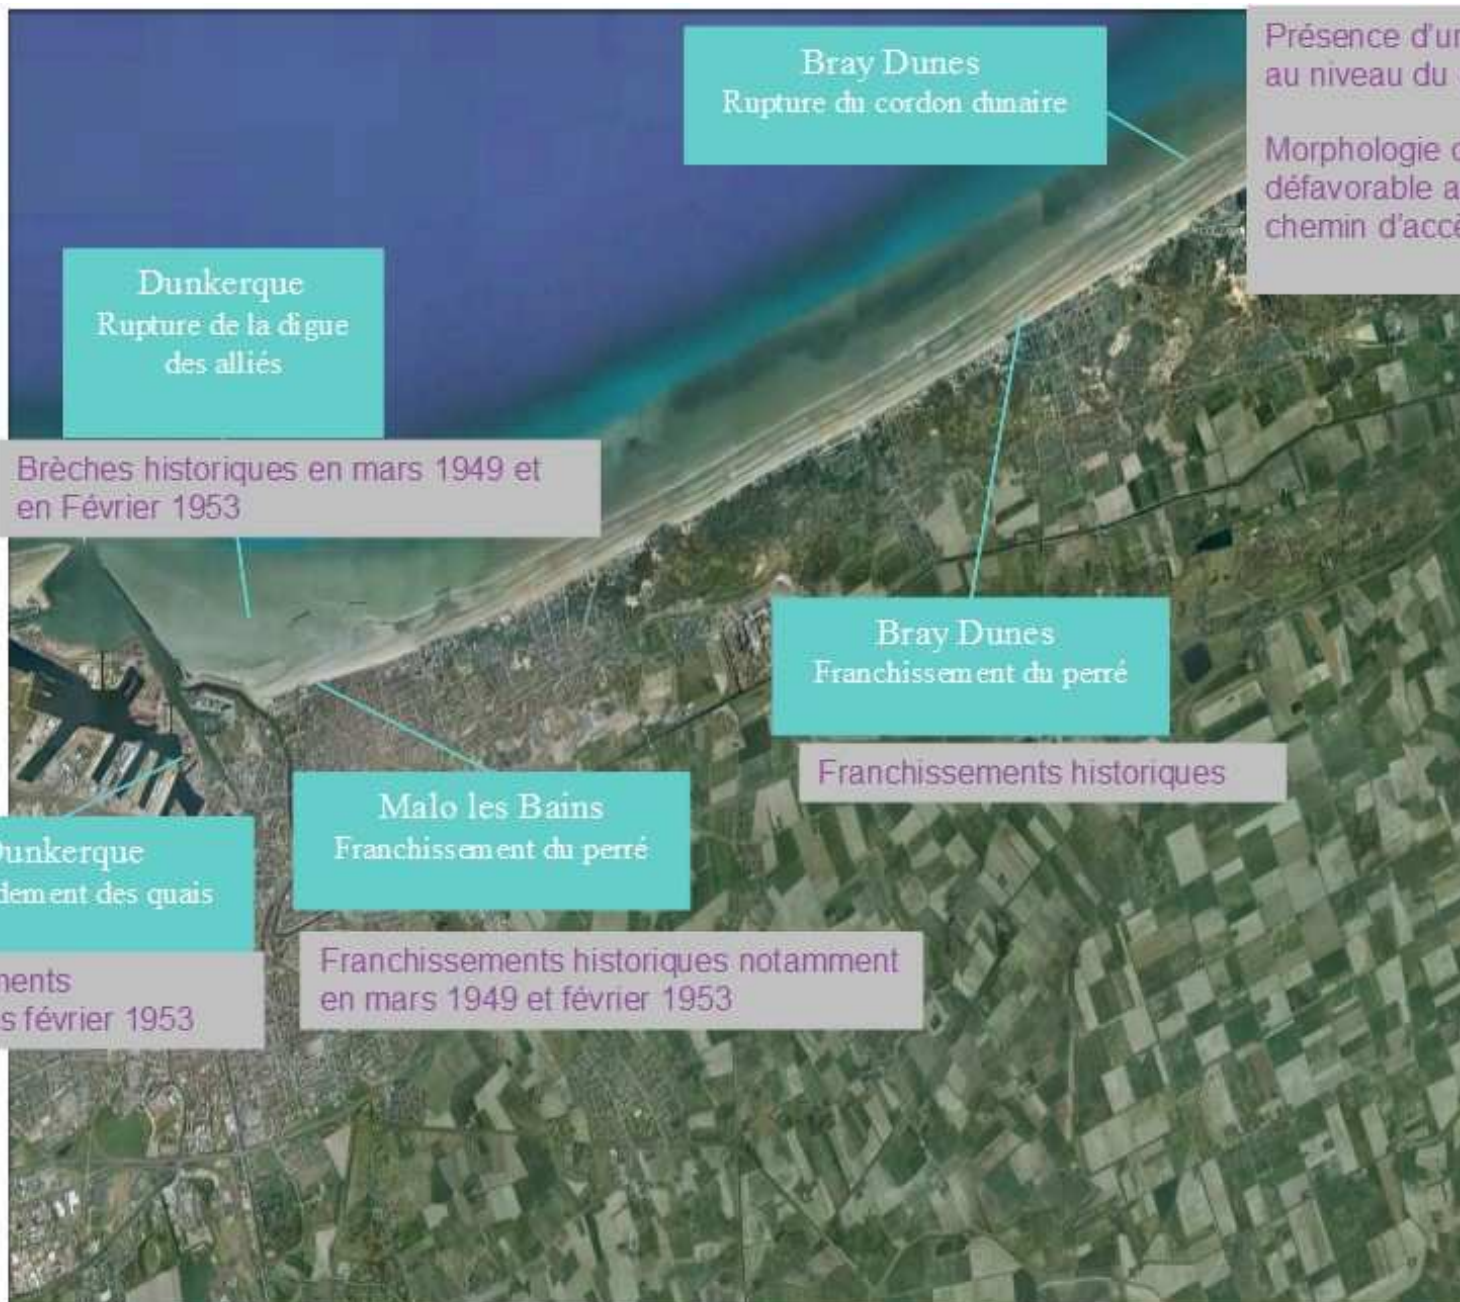 Bray Dunes
Rupture du cordon dunaire
Présence d'un
au niveau du
Morphologie
défavorable
chemin d'accè
Dunkerque
Rupture de la digue
des alliés
Brèches historiques en mars 1949 et
en Février 1953
Bray Dunes
Franchissement du perré
Franchissements historiques
Malo les Bains
Franchissement du perré
Franchissements historiques notamment
en mars 1949 et février 1953
Dunkerque
dement des quais
ments
s février 1953